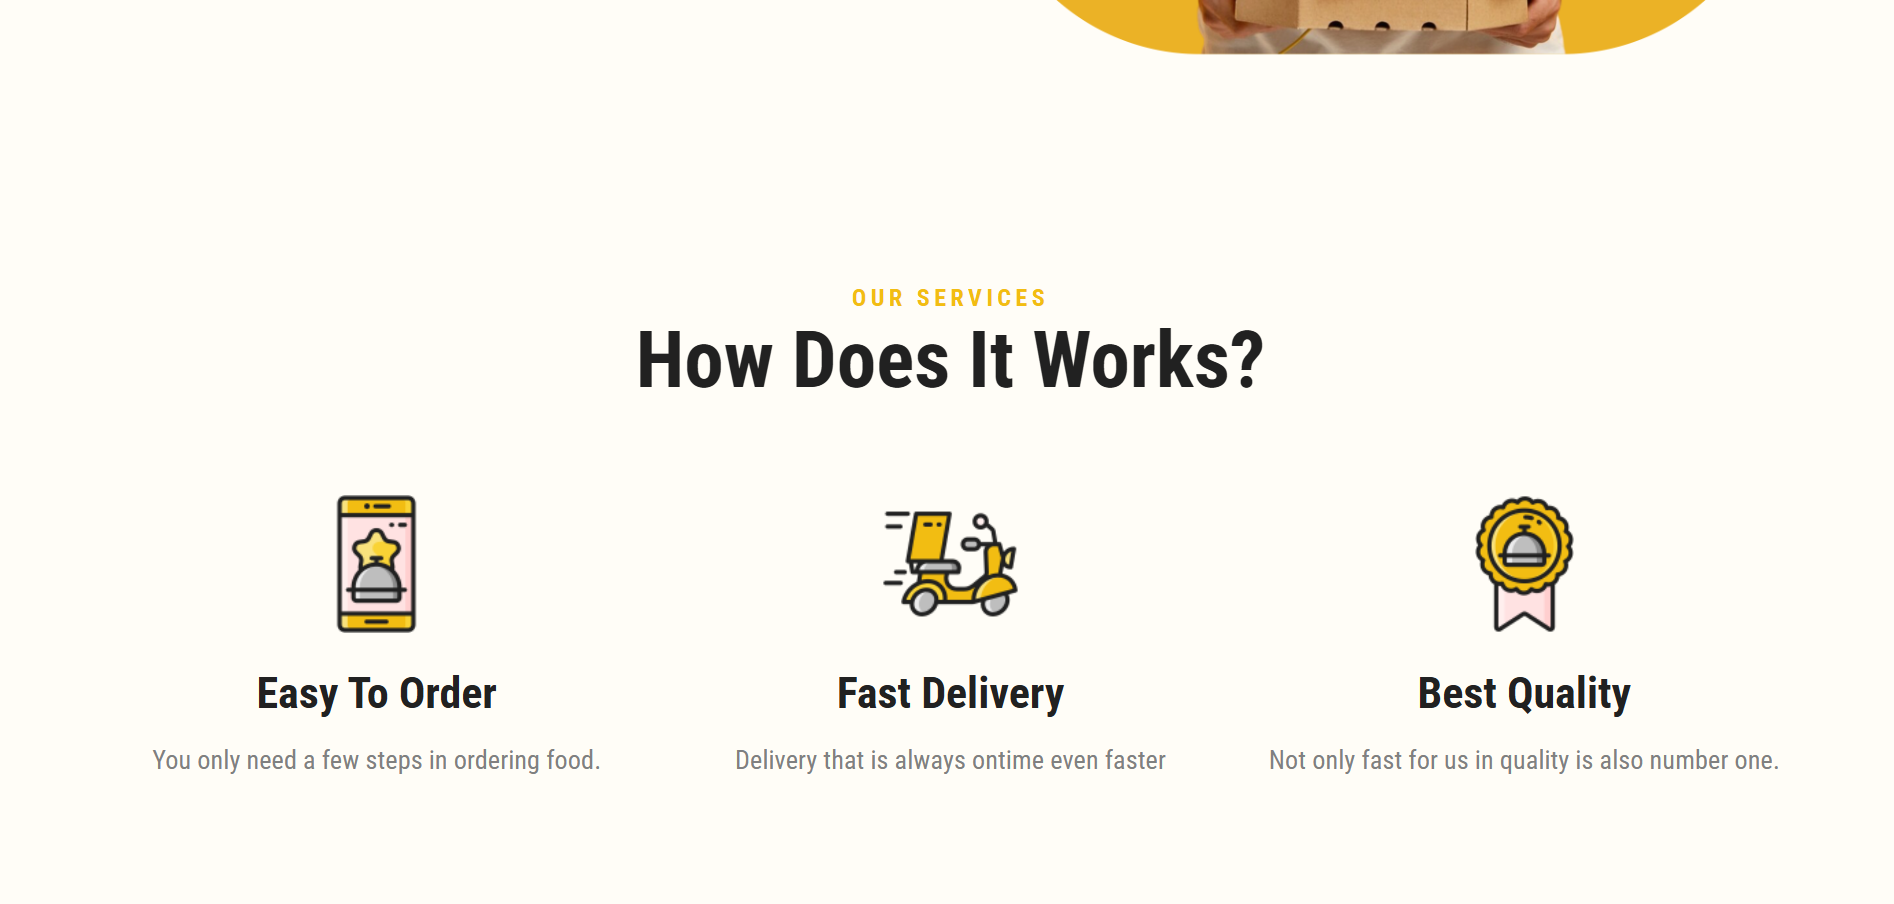 OUR SERVICES
How Does It Works?
Easy To Order
You only need a few steps in ordering food.
Fast Delivery
Delivery that is always ontime even faster
Best Quality
Not only fast for us in quality is also number one.